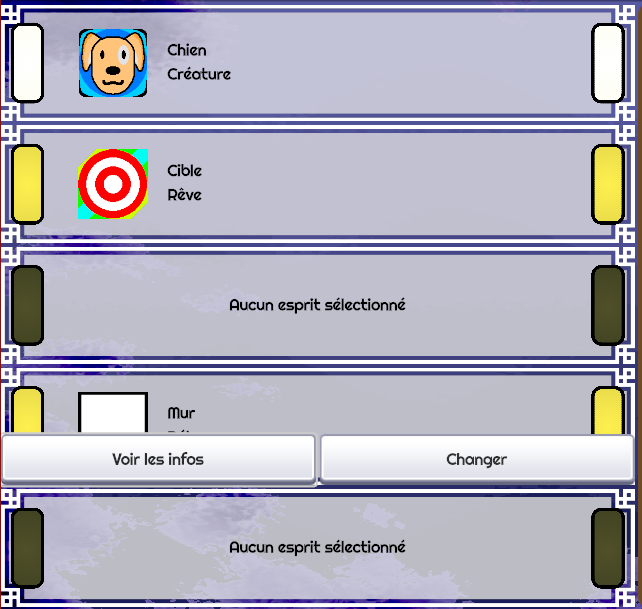 Chien
Créature
Cible
Rêve
Aucun esprit sélectionné
Mur
Voir les infos
Changer
Aucun esprit sélectionné